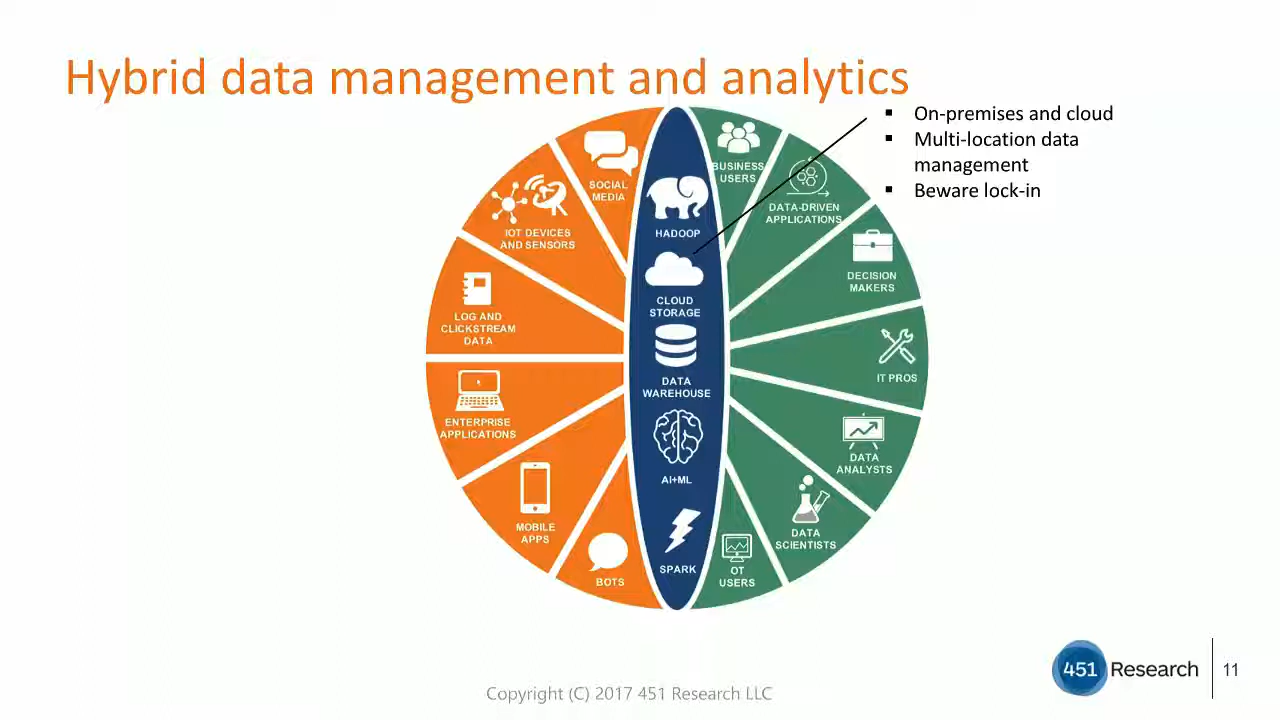 Hybrid data management and analytics
▪ On-premises and cloud
▪ Multi-location data
management
▪ Beware lock-in
SOCIAL
MEDIA
IOT DEVICES
AND SENSORS
LOG AND
CLICKSTREAM
DATA
ENTERPRISE
APPLICATIONS
MOBILE
APPS
BOTS
HADOOP
CLOUD
STORAGE
DATA
WAREHOUSE
AI+ML
SPARK
BUSINESS
USERS
DATA-DRIVEN
APPLICATIONS
DECISION
MAKERS
IT PROS
DATA
ANALYSTS
DATA
SCIENTISTS
OT
USERS
451 Research
11
Copyright (C) 2017 451 Research LLC